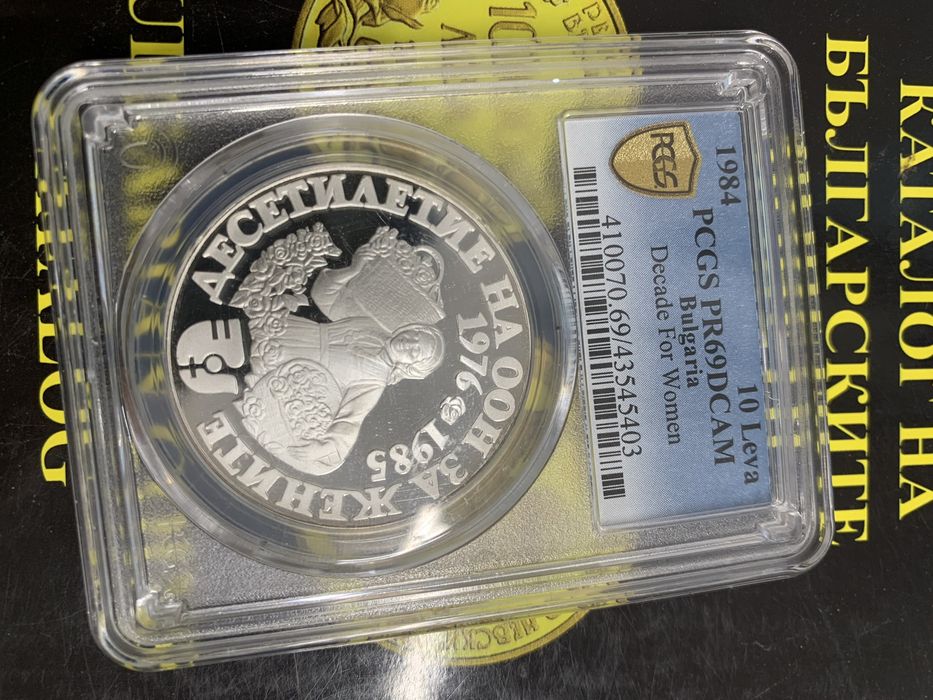 КАТАЛОГ НА
БЪЛГАРСКИТЕ
1984 10 Leva
PCGS PR69DCAM
Bulgaria
Decade For Women
410070.69/43545403
PCGS
ДЕСЕТИЛЕТИЕ НА ООН ЗА ЖЕНИТЕ
1976 1985
10